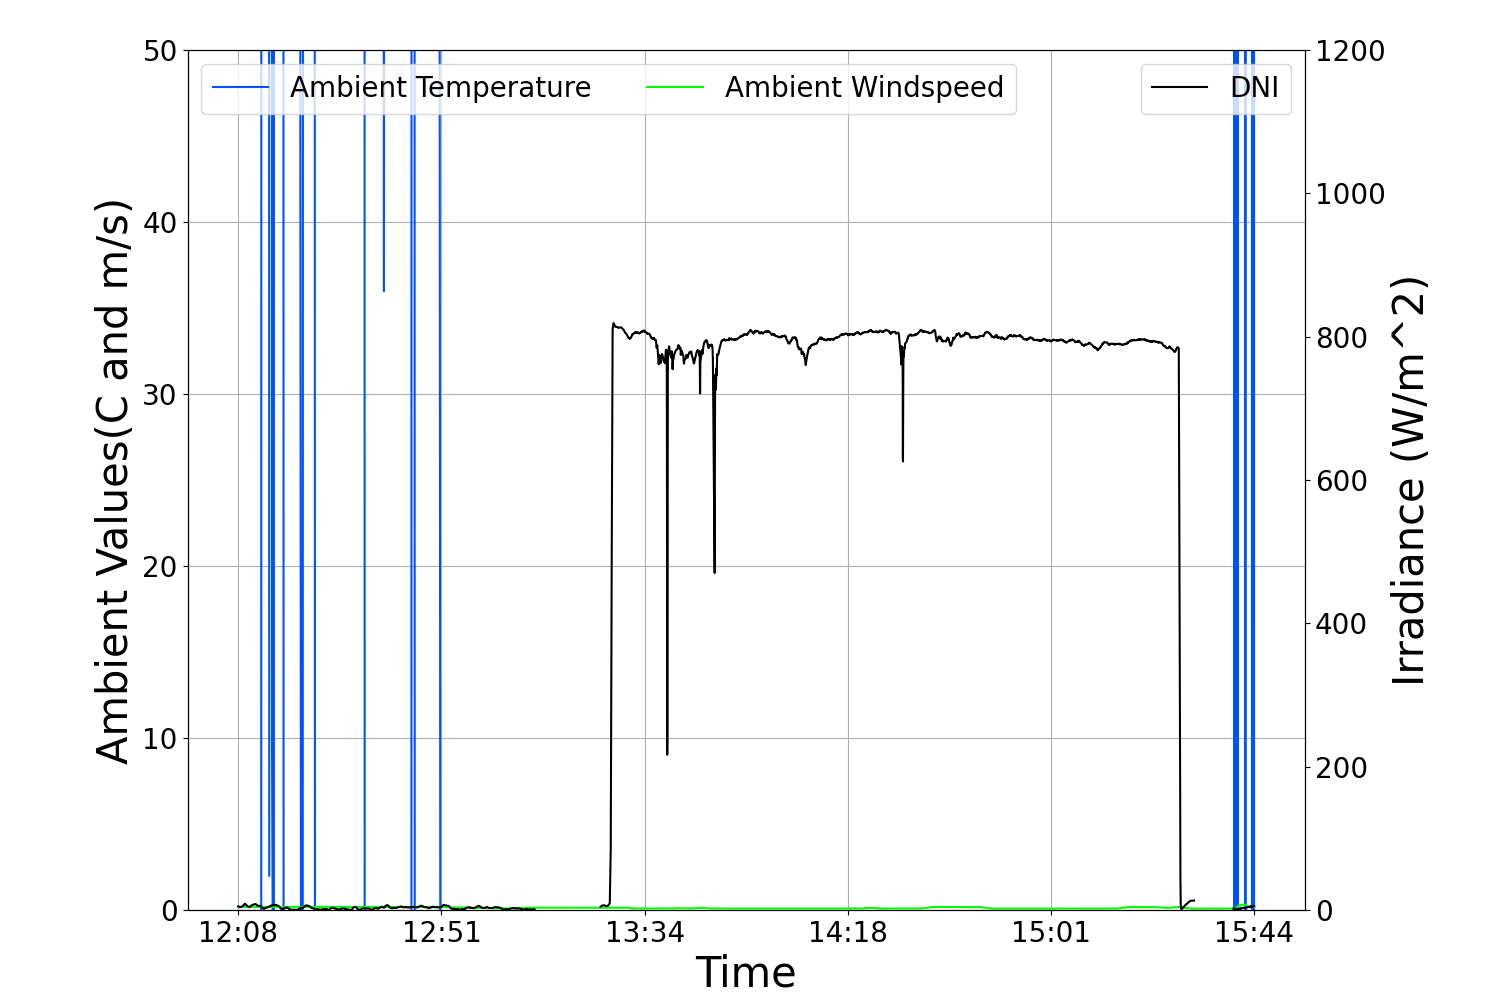 Ambient Temperature Ambient Windspeed DNI
Ambient Values(C and m/s)
50
40
30
20
10
0
1200
1000
800
600
400
200
0
Irradiance (W/m^2)
12:08 12:51 13:34 14:18 15:01 15:44
Time